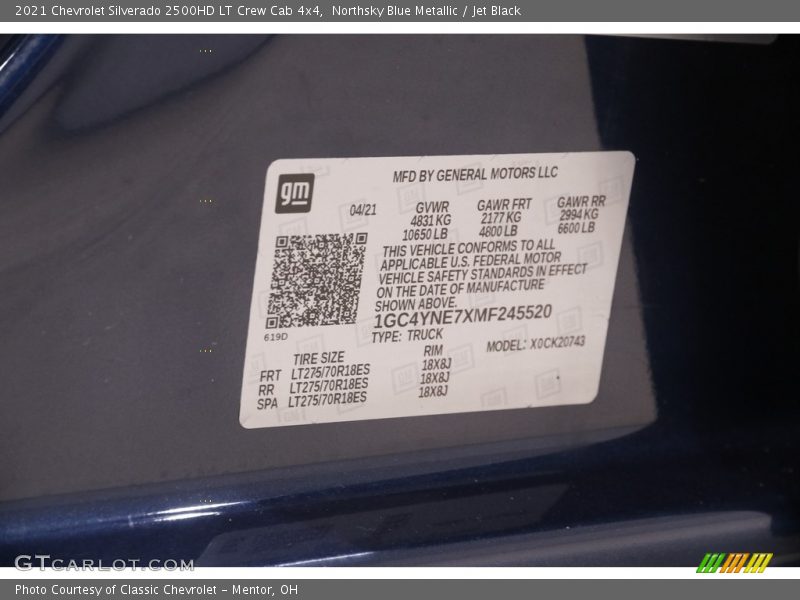 2021 Chevrolet Silverado 2500HD LT Crew Cab 4x4, Northsky Blue Metallic / Jet Black
gm
MFD BY GENERAL MOTORS LLC
04/21
GVWR
4831 KG
10650 LB
GAWR FRT
2177 KG
4800 LB
GAWR RR
2994 KG
6600 LB
THIS VEHICLE CONFORMS TO ALL
APPLICABLE U.S. FEDERAL MOTOR
VEHICLE SAFETY STANDARDS IN EFFECT
ON THE DATE OF MANUFACTURE
SHOWN ABOVE.
1GC4YNE7XMF245520
619D
TYPE: TRUCK
MODEL: X0CK20743
TIRE SIZE RIM
FRT LT275/70R18ES 18X8J
RR LT275/70R18ES 18X8J
SPA LT275/70R18ES 18X8J
GTCARLOT.COM
Photo Courtesy of Classic Chevrolet - Mentor, OH